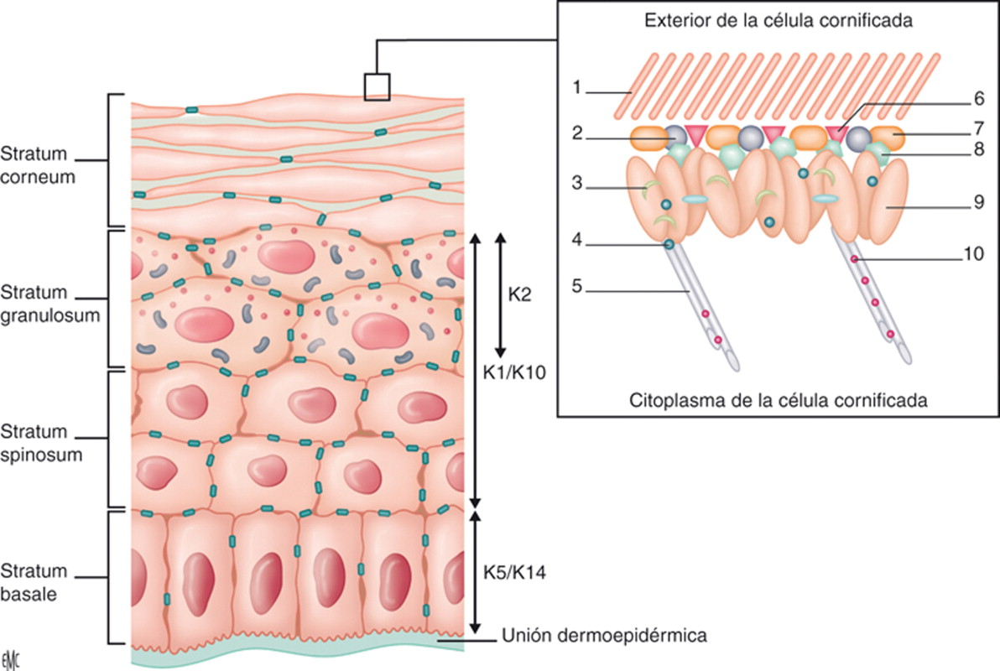 Exterior de la célula cornificada
1
2
3
4
5
6
7
8
9
10
Citoplasma de la célula cornificada
Stratum
corneum
Stratum
granulosum
Stratum
spinosum
Stratum
basale
K2
K1/K10
K5/K14
Unión dermoepidérmica
EMC